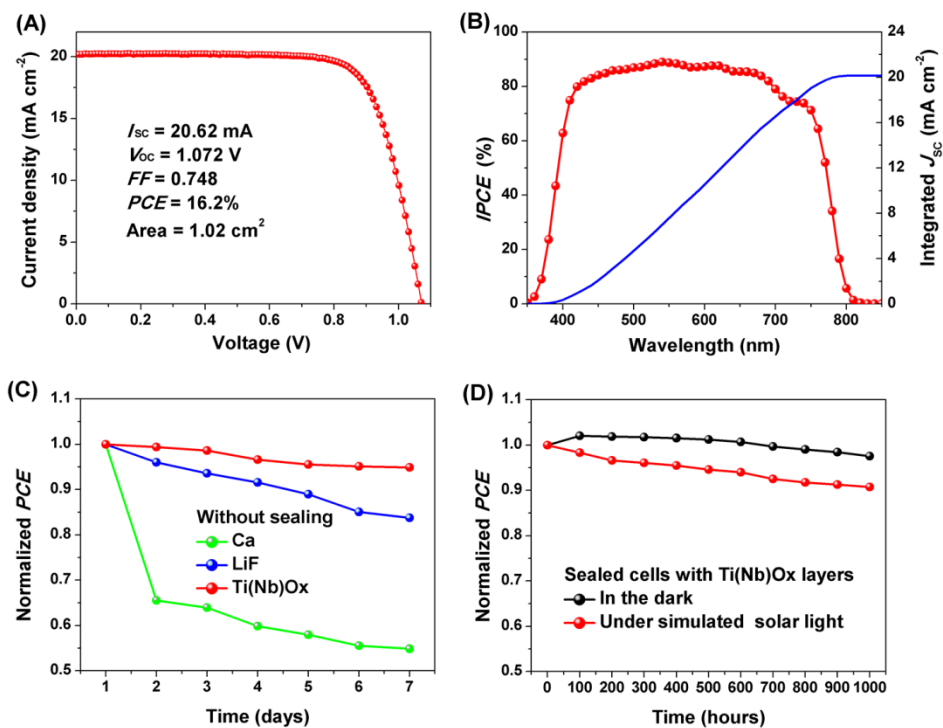 (A)
Current density (mA cm-2)
20
15
10
5
0
ISC = 20.62 mA
VOC = 1.072 V
FF = 0.748
PCE = 16.2%
Area = 1.02 cm2
0.0 0.2 0.4 0.6 0.8 1.0
Voltage (V)
(B)
IPCE (%)
100
80
60
40
20
0
24
20
16
12
8
4
0
Integrated JSC (mA cm-2)
400 500 600 700 800
Wavelength (nm)
(C)
Normalized PCE
1.1
1.0
0.9
0.8
0.7
0.6
0.5
Without sealing
Ca
LiF
Ti(Nb)Ox
1 2 3 4 5 6 7
Time (days)
(D)
Normalized PCE
1.1
1.0
0.9
0.8
0.7
0.6
0.5
Sealed cells with Ti(Nb)Ox layers
In the dark
Under simulated solar light
0 100 200 300 400 500 600 700 800 900 1000
Time (hours)